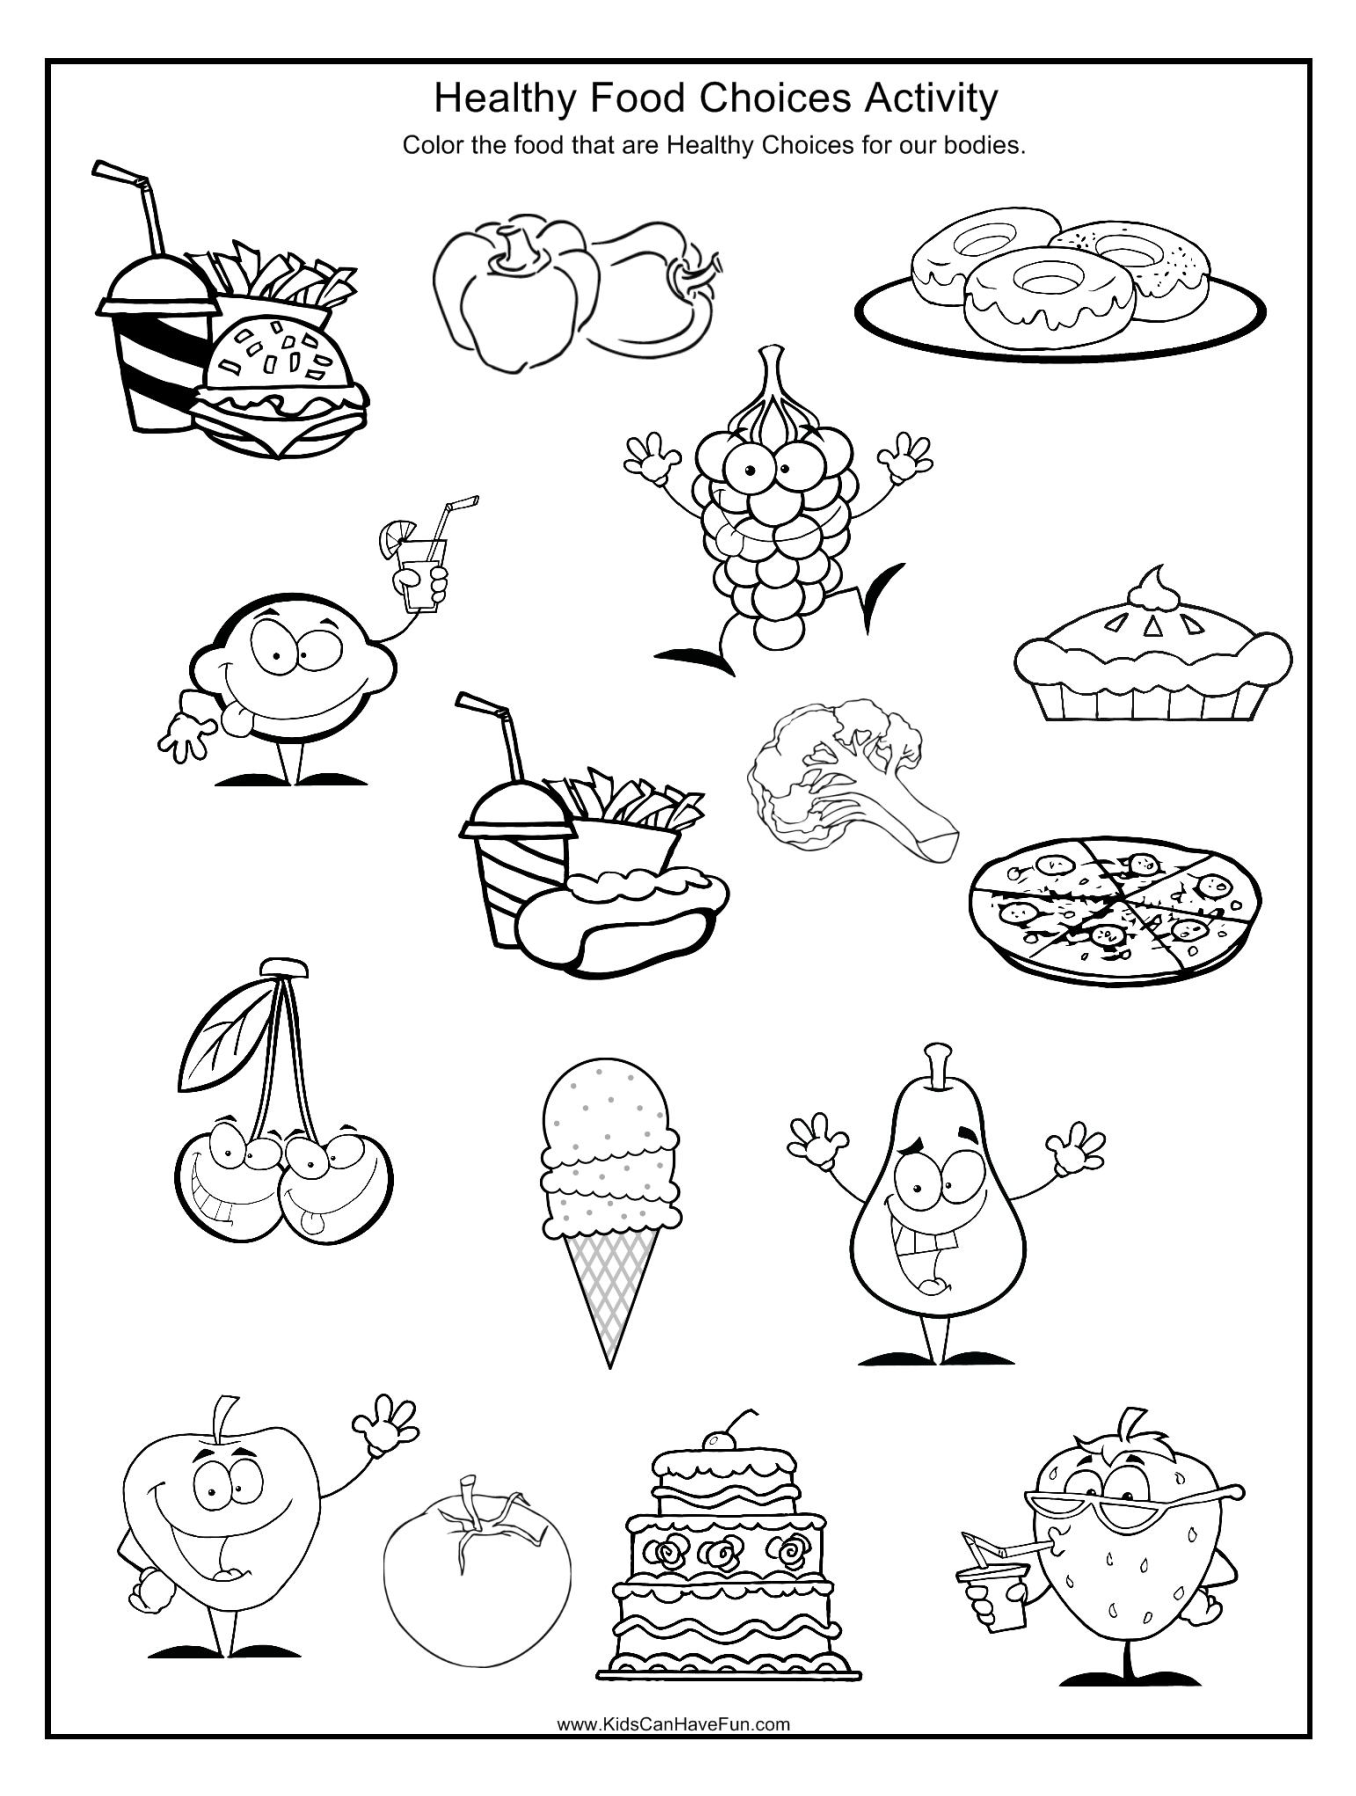 Healthy Food Choices Activity
Color the food that are Healthy Choices for our bodies.
www.KidsCanHaveFun.com